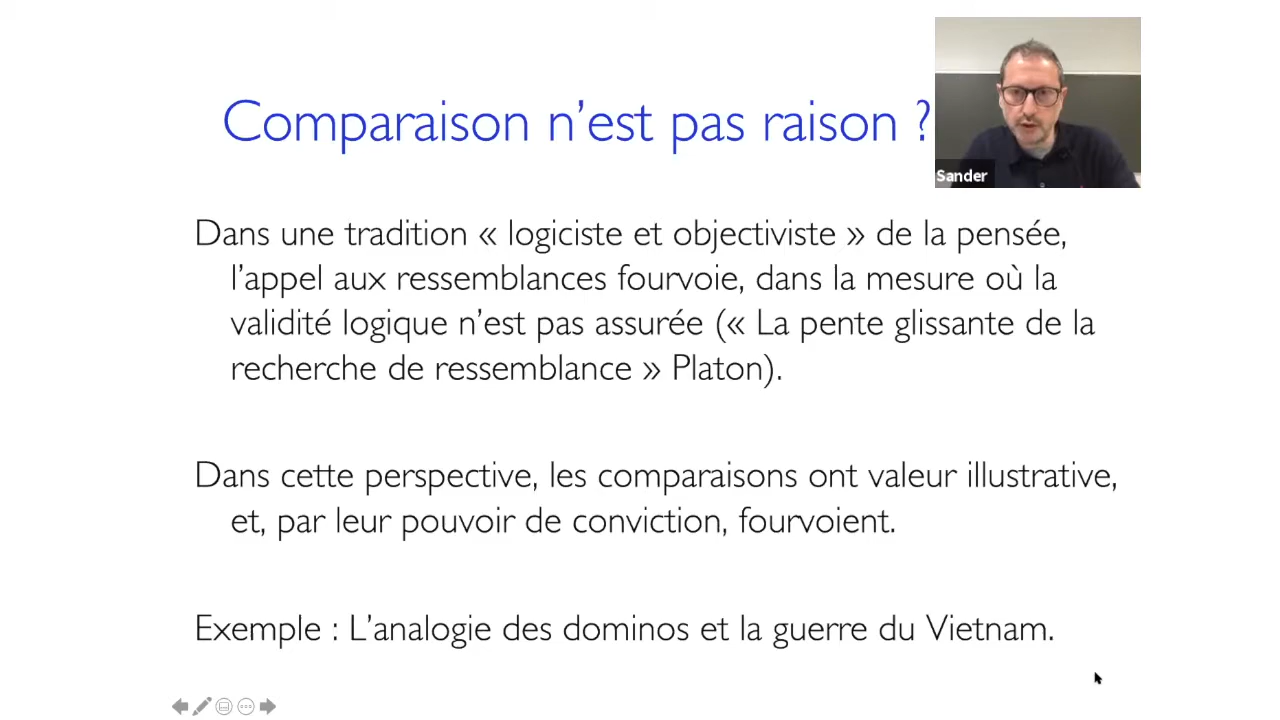 Comparaison n’est pas raison ?
Sander
Dans une tradition « logiciste et objectiviste » de la pensée,
l’appel aux ressemblances fourvoie, dans la mesure où la
validité logique n’est pas assurée (« La pente glissante de la
recherche de ressemblance » Platon).
Dans cette perspective, les comparaisons ont valeur illustrative,
et, par leur pouvoir de conviction, fourvoient.
Exemple : L’analogie des dominos et la guerre du Vietnam.